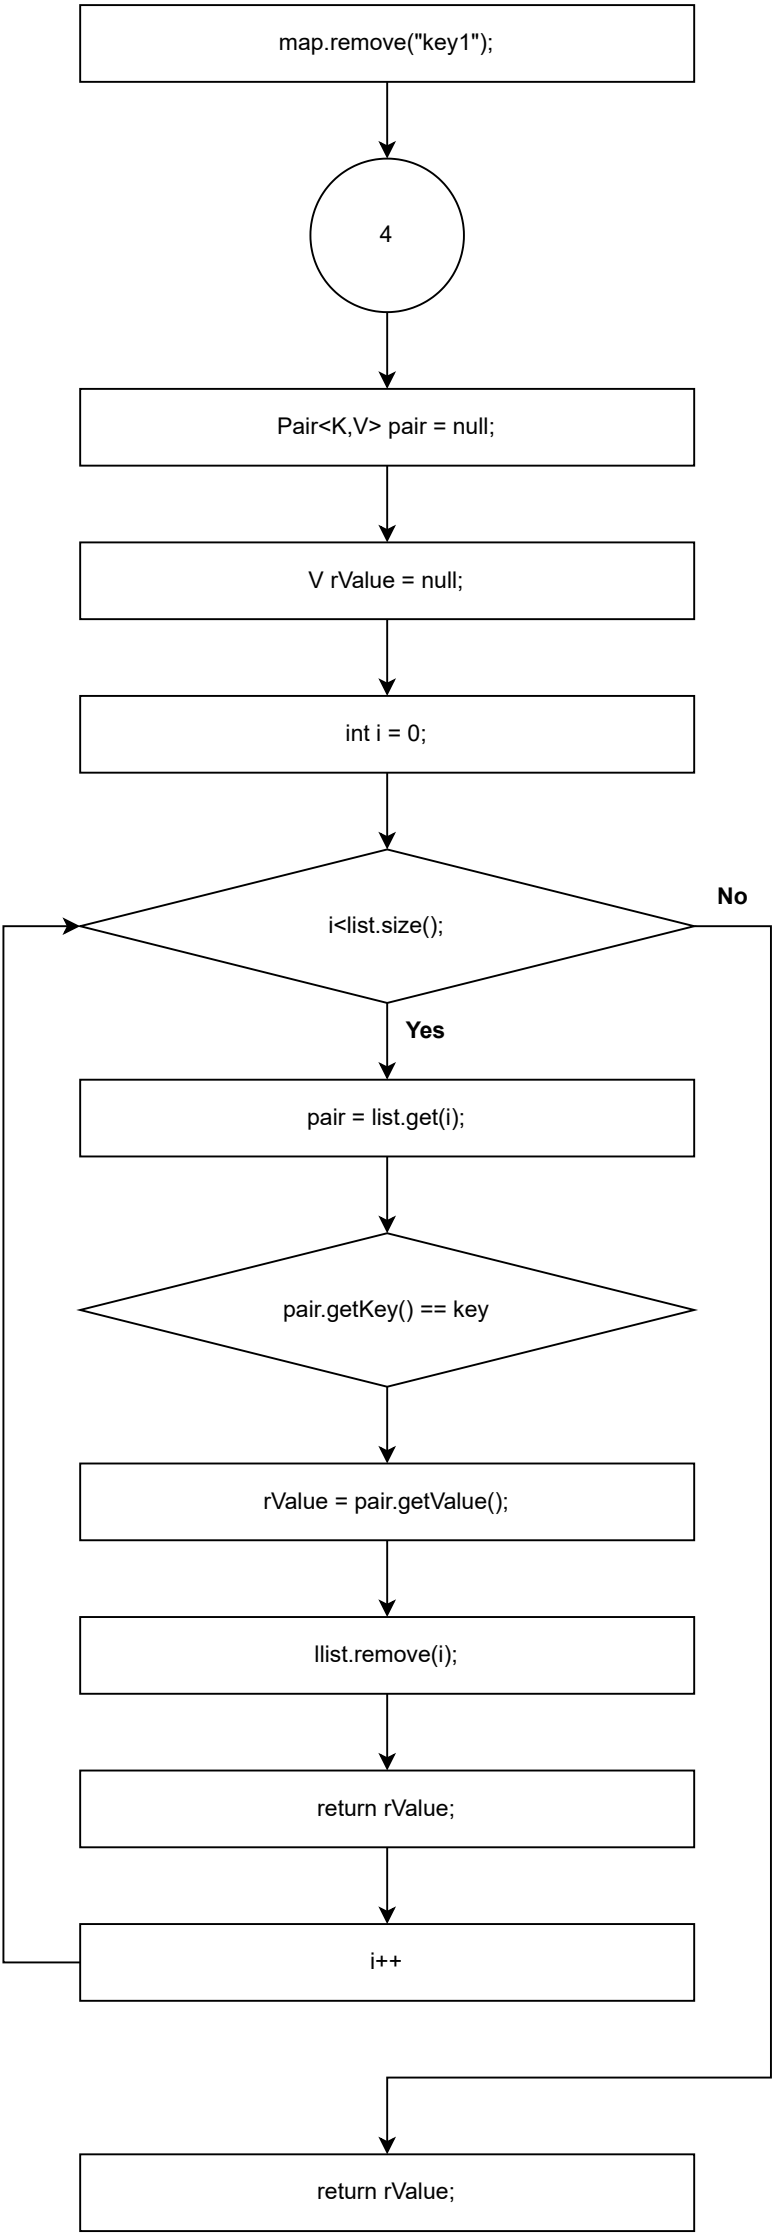 map.remove("key1");
4
Pair<K,V> pair = null;
V rValue = null;
int i = 0;
i<list.size();
No
Yes
pair = list.get(i);
pair.getKey() == key
rValue = pair.getValue();
llist.remove(i);
return rValue;
i++
return rValue;